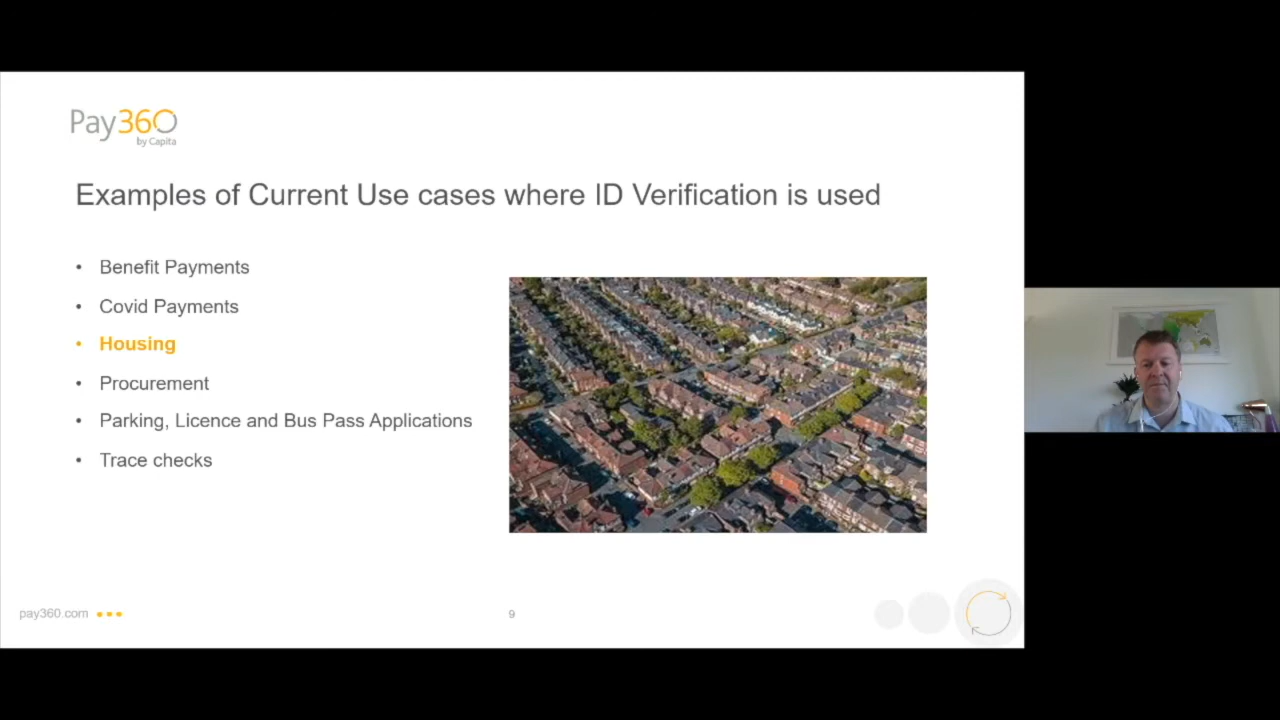 Pay360
by Capita
Examples of Current Use cases where ID Verification is used
• Benefit Payments
• Covid Payments
• Housing
• Procurement
• Parking, Licence and Bus Pass Applications
• Trace checks
pay360.com
9